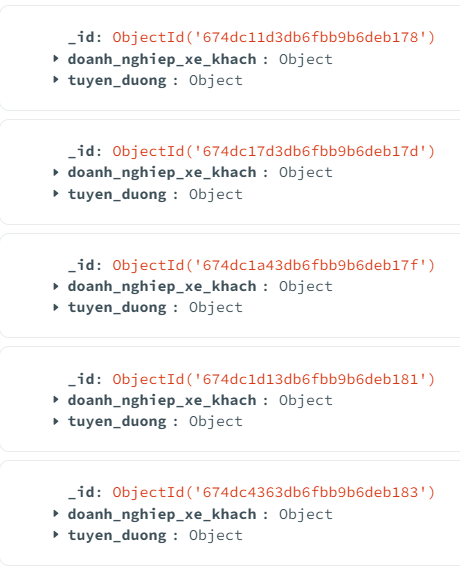 _id: ObjectId('674dc11d3db6fbb9b6deb178')
doanh_nghiep_xe_khach : Object
tuyen_duong : Object
_id: ObjectId('674dc17d3db6fbb9b6deb17d')
doanh_nghiep_xe_khach : Object
tuyen_duong : Object
_id: ObjectId('674dc1a43db6fbb9b6deb17f')
doanh_nghiep_xe_khach : Object
tuyen_duong : Object
_id: ObjectId('674dc1d13db6fbb9b6deb181')
doanh_nghiep_xe_khach : Object
tuyen_duong : Object
_id: ObjectId('674dc4363db6fbb9b6deb183')
doanh_nghiep_xe_khach : Object
tuyen_duong : Object